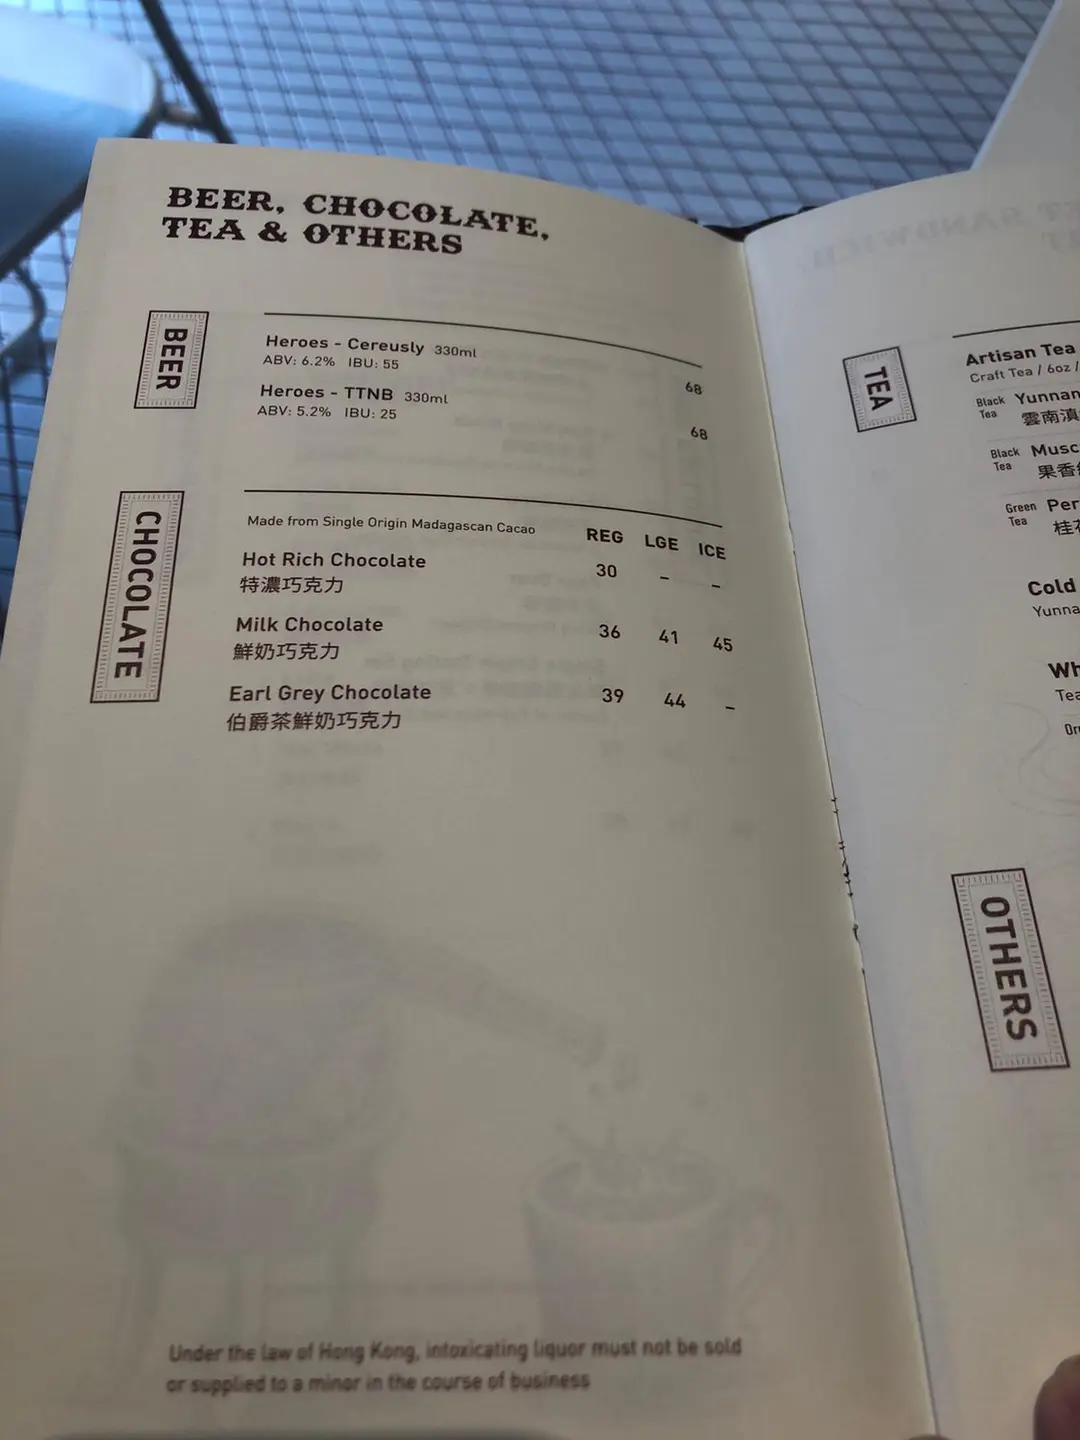 BEER, CHOCOLATE,
TEA & OTHERS
BEER
Heroes - Cereusly 330ml
ABV: 6.2% IBU: 55
68
Heroes - TTNB 330ml
ABV: 5.2% IBU: 25
68
CHOCOLATE
Made from Single Origin Madagascan Cacao REG LGE ICE
Hot Rich Chocolate 30 – –
特濃巧克力
Milk Chocolate 36 41 45
鮮奶巧克力
Earl Grey Chocolate 39 44 –
伯爵茶鮮奶巧克力
Under the law of Hong Kong, intoxicating liquor must not be sold
or supplied to a minor in the course of business
TEA
Artisan Tea
Craft Tea / 6oz /
Black Tea Yunnan
雲南滇
Black Tea
果香
Green Tea
桂花
Cold
OTHERS